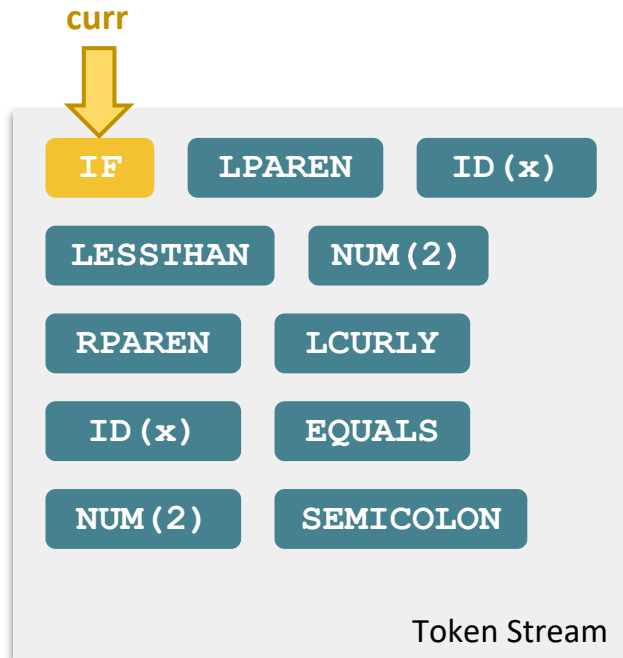 curr
IF LPAREN ID(x)
LESSTHAN NUM(2)
RPAREN LCURLY
ID(x) EQUALS
NUM(2) SEMICOLON
Token Stream